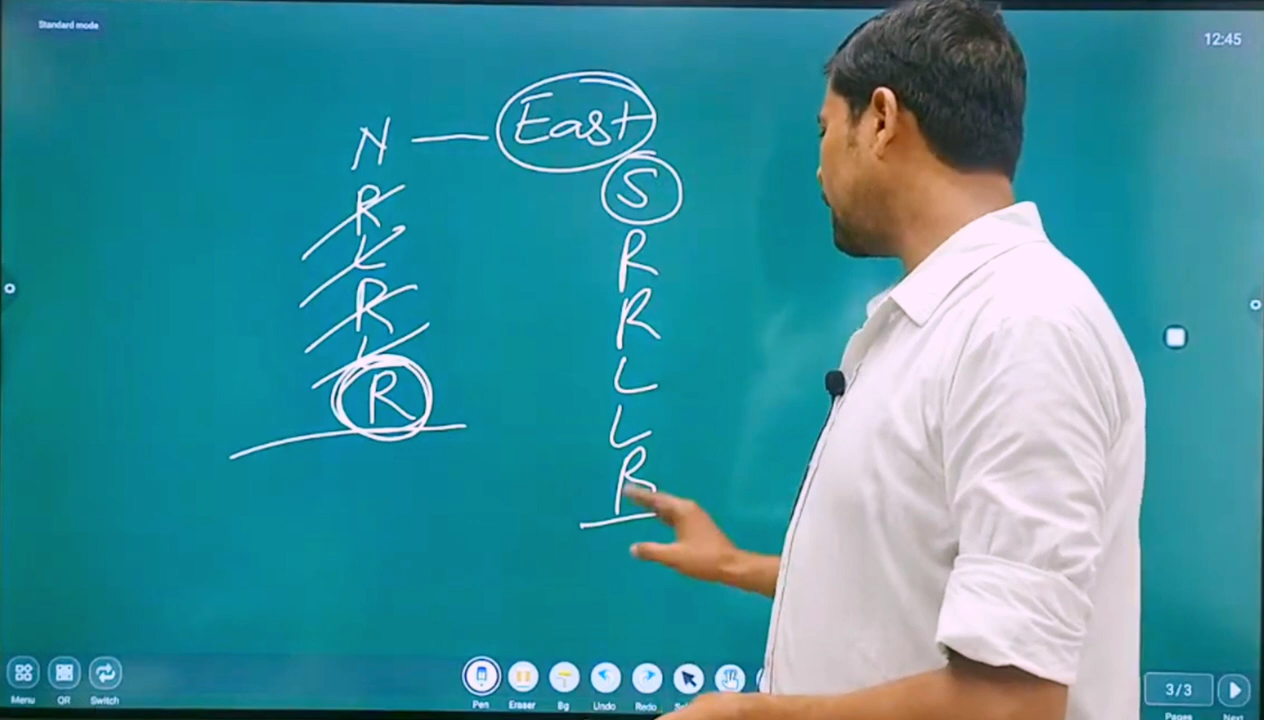 Standard mode
12:45
N — East
R
L
R
L
R
S
R
R
L
L
R
Menu
QR
Switch
Pen
Eraser
Bg
Undo
Redo
3/3
Pages
Next